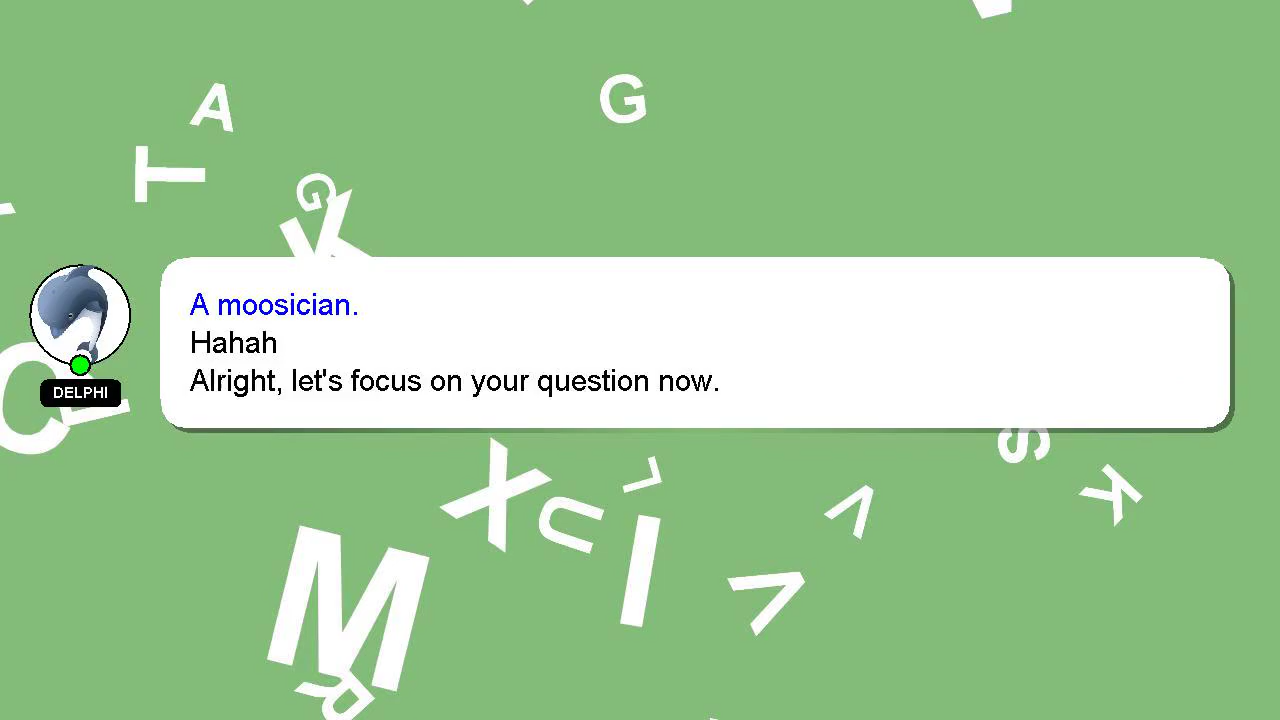 A
G
T
G
K
A moosician.
Hahah
Alright, let's focus on your question now.
DELPHI
C
L
S
X
L
K
U
V
I
V
M
R